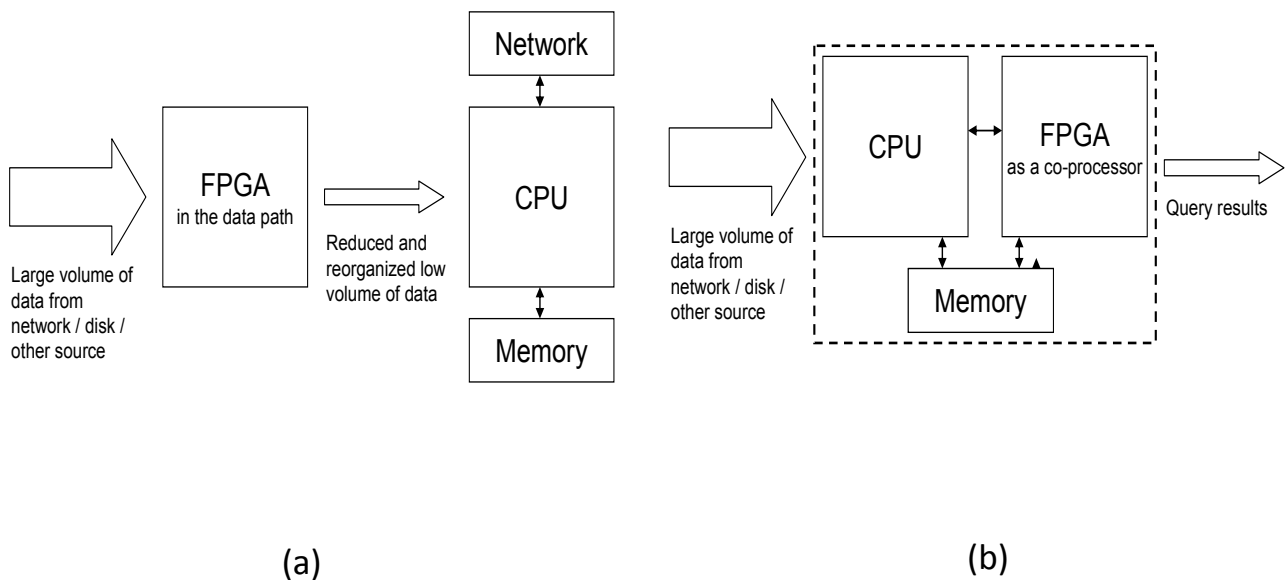 Network
FPGA
in the data path
CPU
Memory
Large volume of
data from
network / disk /
other source
Reduced and
reorganized low
volume of data
(a)
CPU
FPGA
as a co-processor
Memory
Large volume of
data from
network / disk /
other source
Query results
(b)